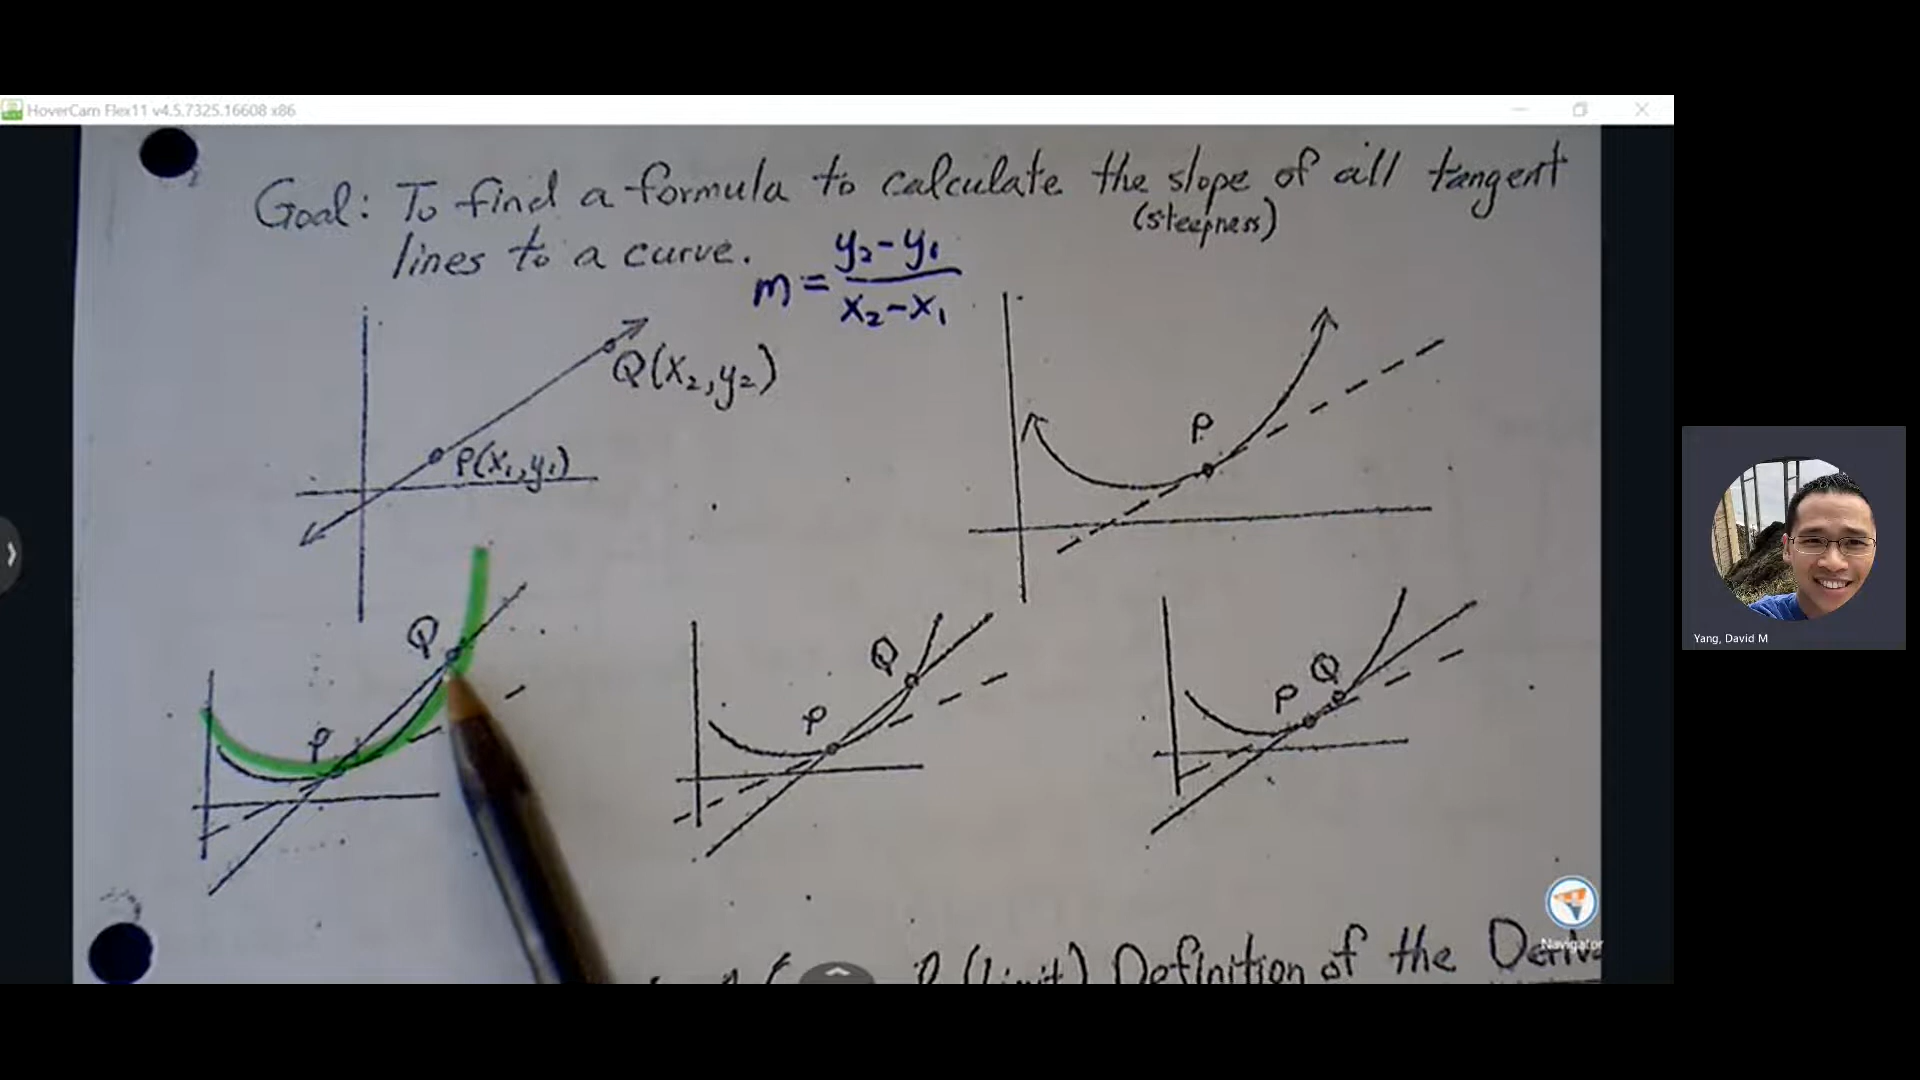 HoverCam Flex11 v4.5.7325.16608 x86
Goal: To find a formula to calculate the slope of all tangent
(steepness)
lines to a curve.
m = y₂-y₁ / x₂-x₁
Q(x₂,y₂)
P(x₁,y₁)
P
Q
P
Q
P
Q
P
Yang, David M
Navigator
(Limit) Definition of the